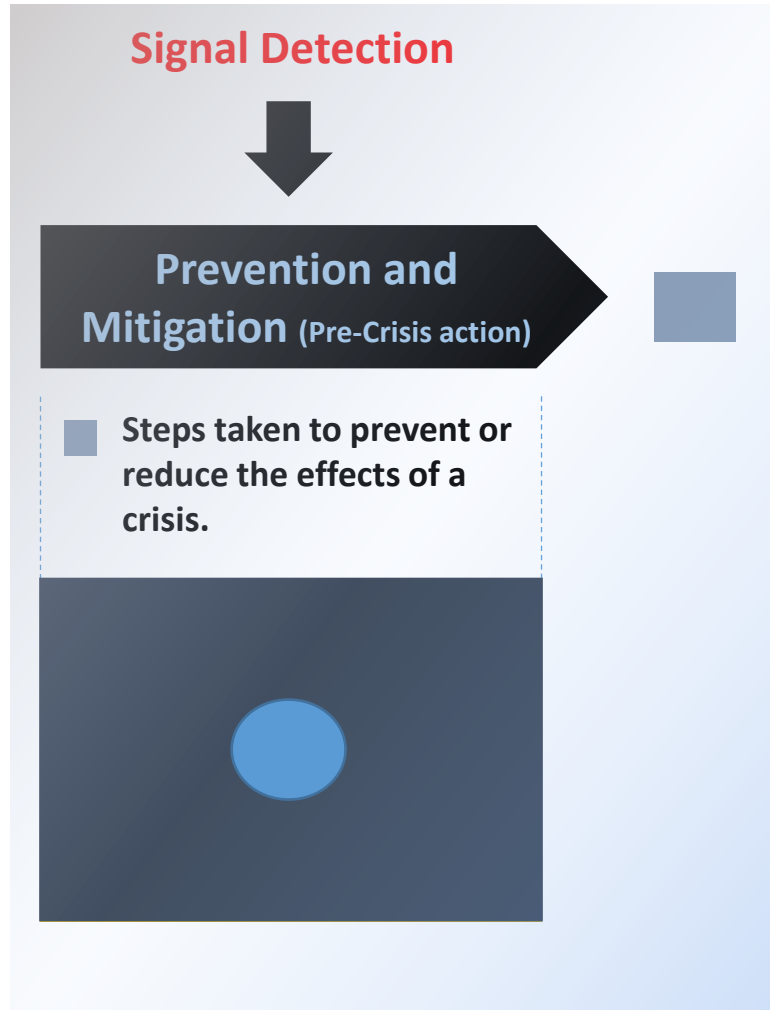 Signal Detection
Prevention and
Mitigation (Pre-Crisis action)
Steps taken to prevent or
reduce the effects of a
crisis.